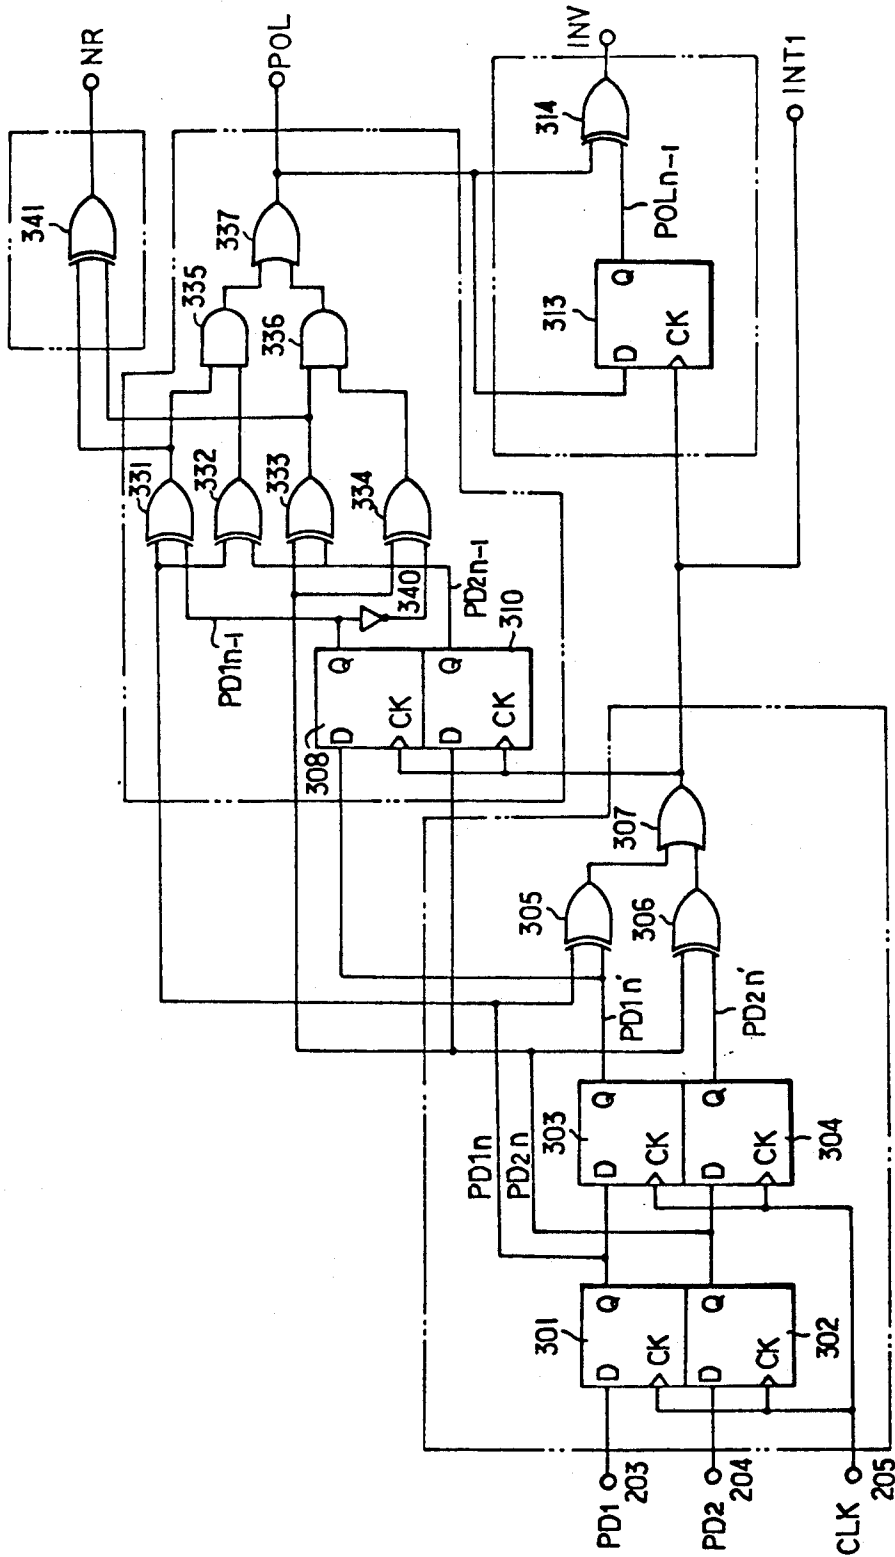 NR
341
POL
337
335
336
331
332
333
334
340
PD1n-1
PD2n-1
310
308
D
Q
CK
D
Q
CK
INV
314
POLn-1
313
D
Q
CK
INT1
307
305
306
PD1n'
PD2n'
PD1n
PD2n
303
D
Q
CK
D
Q
CK
304
301
D
Q
CK
D
Q
CK
302
PD1
203
PD2
204
CLK
205